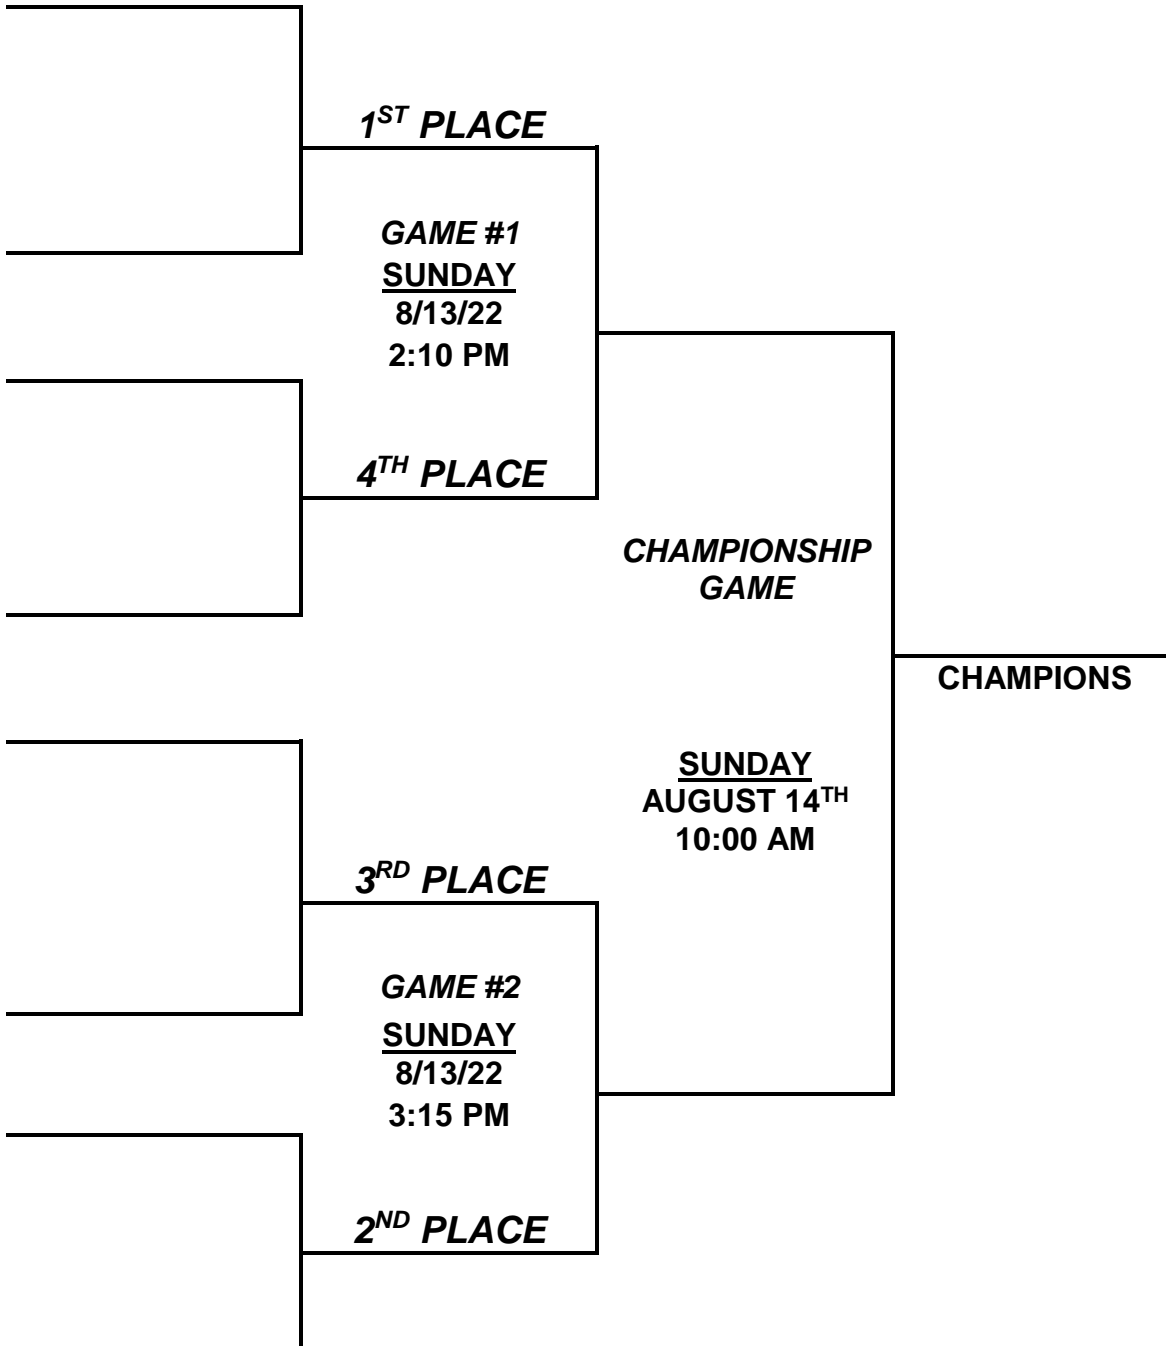 1ST PLACE
GAME #1
SUNDAY
8/13/22
2:10 PM
4TH PLACE
CHAMPIONSHIP
GAME
CHAMPIONS
SUNDAY
AUGUST 14TH
10:00 AM
3RD PLACE
GAME #2
SUNDAY
8/13/22
3:15 PM
2ND PLACE